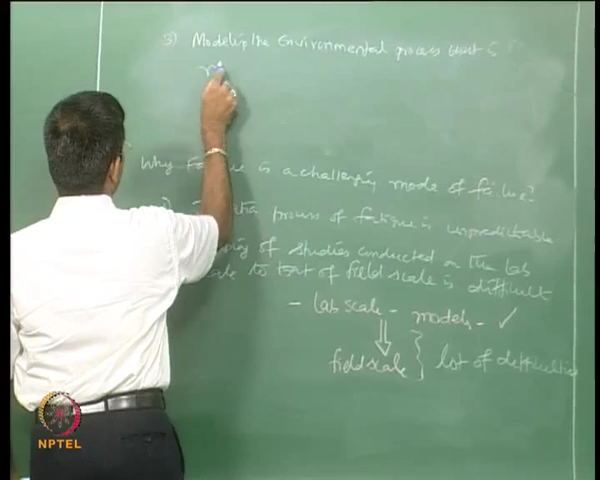 3) Modeling the Environmental process
Why Fatigue is a challenging mode of failure?
process of fatigue is unpredictable
of studies conducted on the lab
scale to that of field scale is difficult
- lab scale - models - ✓
⇓
field scale } lot of difficulties
NPTEL